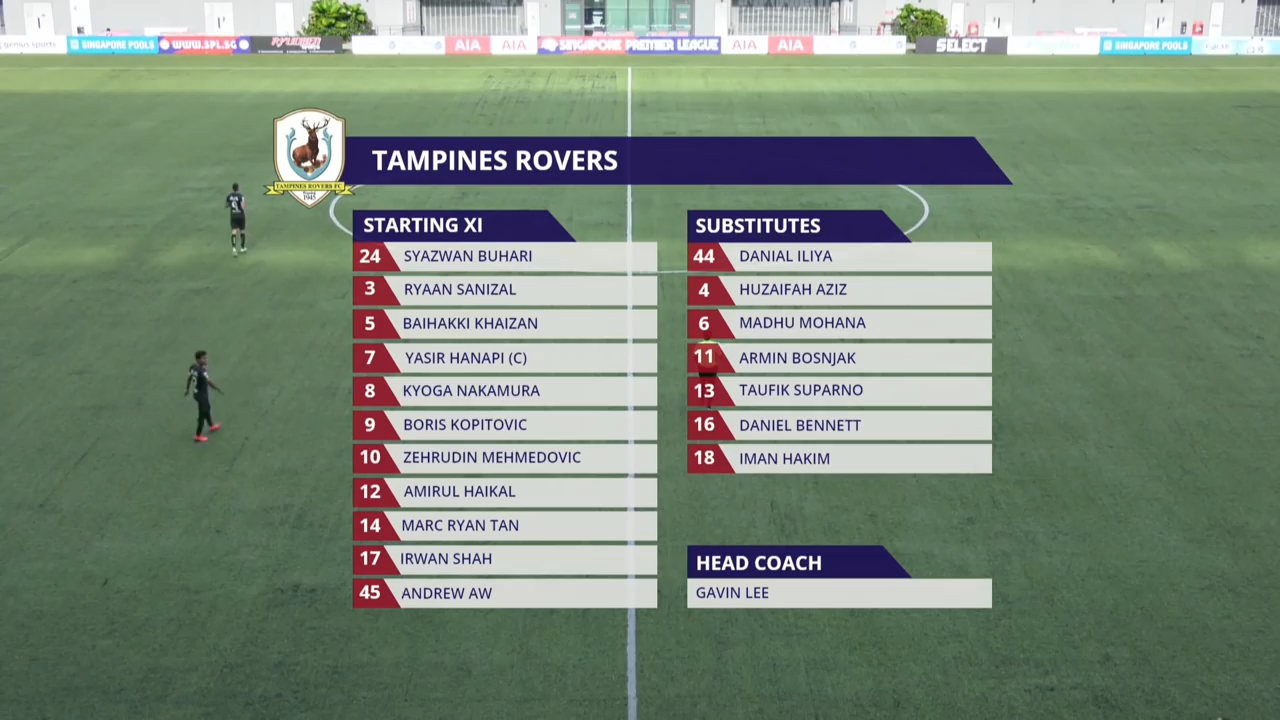 genius sports
SINGAPORE POOLS
WWW.SPL.SG
AIA
AIA
SINGAPORE PREMIER LEAGUE
AIA
AIA
SELECT
SINGAPORE POOLS
TAMPINES ROVERS FC
1945
TAMPINES ROVERS
STARTING XI
24 SYAZWAN BUHARI
3 RYAAN SANIZAL
5 BAIHAKKI KHAIZAN
7 YASIR HANAPI (C)
8 KYOGA NAKAMURA
9 BORIS KOPITOVIC
10 ZEHRUDIN MEHMEDOVIC
12 AMIRUL HAIKAL
14 MARC RYAN TAN
17 IRWAN SHAH
45 ANDREW AW
SUBSTITUTES
44 DANIAL ILIYA
4 HUZAIFAH AZIZ
6 MADHU MOHANA
11 ARMIN BOSNJAK
13 TAUFIK SUPARNO
16 DANIEL BENNETT
18 IMAN HAKIM
HEAD COACH
GAVIN LEE
5